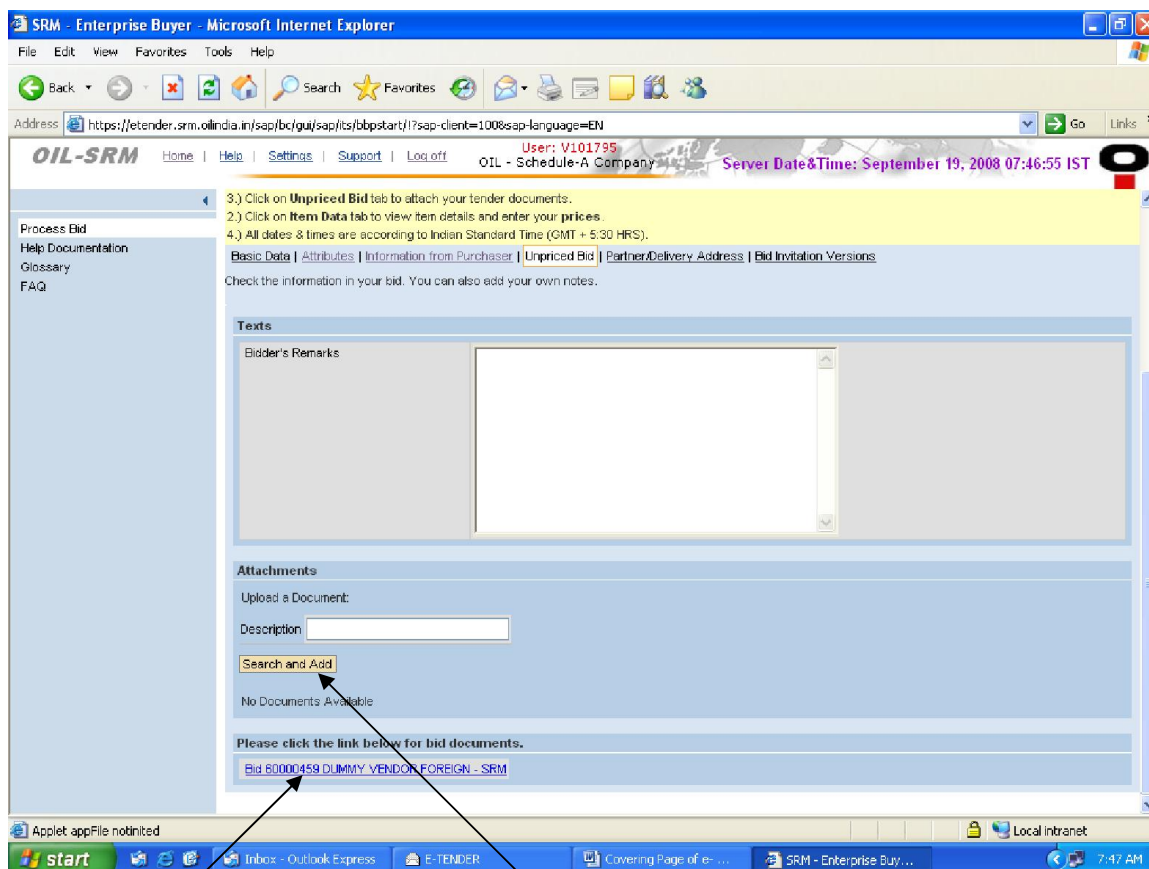 SRM - Enterprise Buyer - Microsoft Internet Explorer
File Edit View Favorites Tools Help
Back Search Favorites
Address https://etender.srm.oilindia.in/sap/bc/gui/sap/its/bbpstart/!?sap-client=100&sap-language=EN Go Links
OIL-SRM Home | Help | Settings | Support | Log off User: V101795
OIL - Schedule-A Company Server Date&Time: September 19, 2008 07:46:55 IST
Process Bid
Help Documentation
Glossary
FAQ
3.) Click on Unpriced Bid tab to attach your tender documents.
2.) Click on Item Data tab to view item details and enter your prices.
4.) All dates & times are according to Indian Standard Time (GMT + 5:30 HRS).
Basic Data | Attributes | Information from Purchaser | Unpriced Bid | Partner/Delivery Address | Bid Invitation Versions
Check the information in your bid. You can also add your own notes.
Texts
Bidder's Remarks
Attachments
Upload a Document:
Description
Search and Add
No Documents Available
Please click the link below for bid documents.
Bid 60000459 DUMMY VENDOR FOREIGN - SRM
Applet appFile notinited Local intranet
start Inbox - Outlook Express E-TENDER Covering Page of e- ... SRM - Enterprise Buy... 7:47 AM